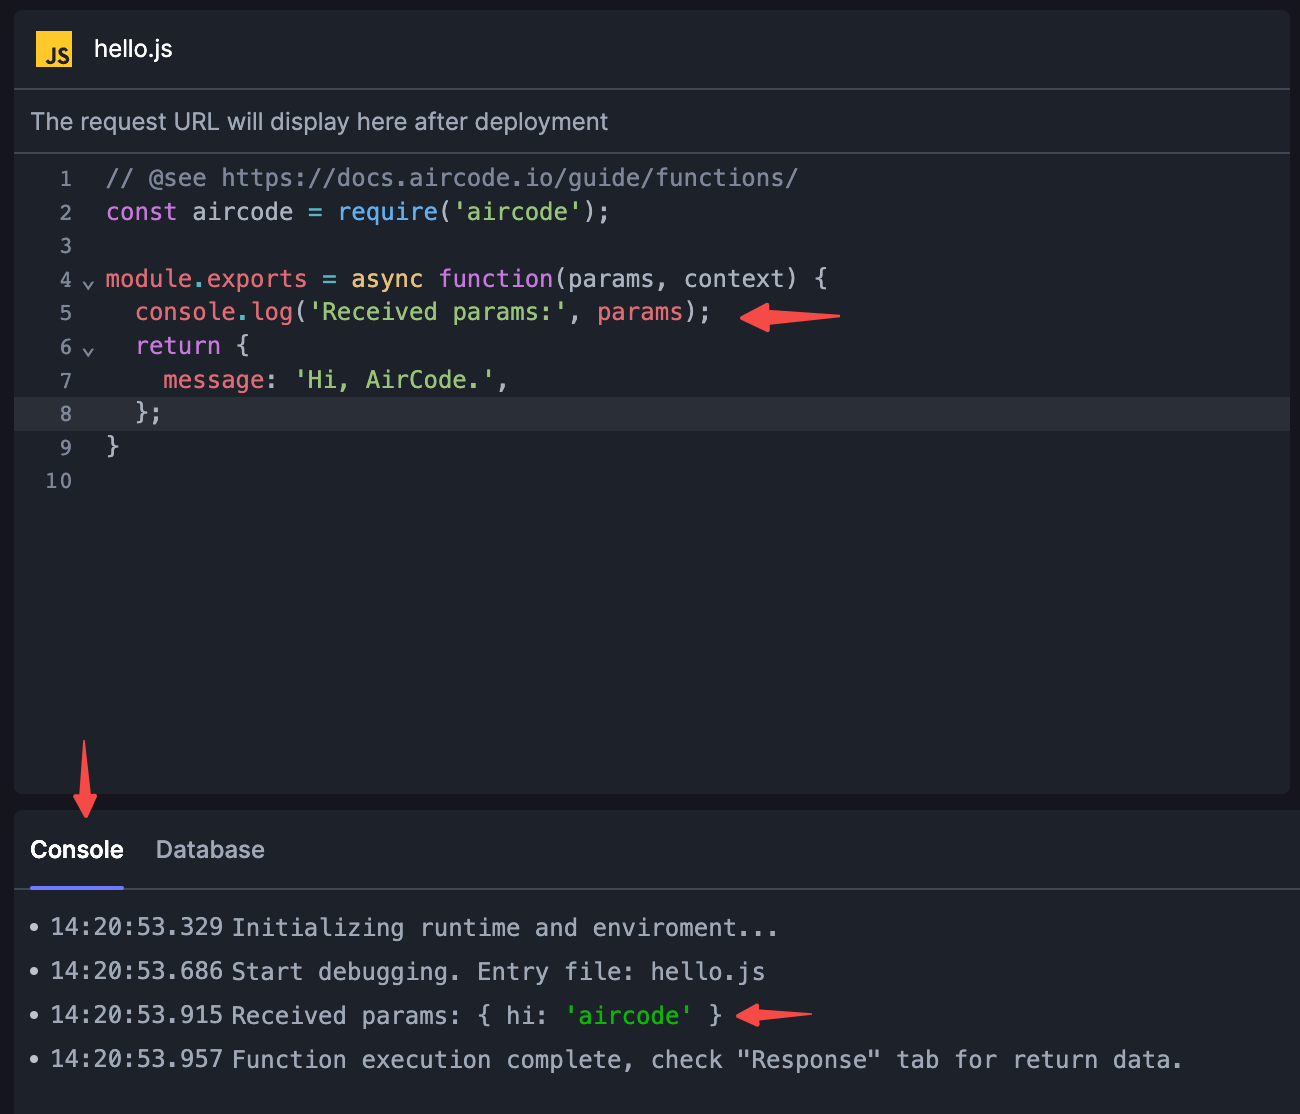 JS hello.js
The request URL will display here after deployment
1 // @see https://docs.aircode.io/guide/functions/
2 const aircode = require('aircode');
3
4 module.exports = async function(params, context) {
5   console.log('Received params:', params);
6   return {
7     message: 'Hi, AirCode.',
8   };
9 }
10
Console Database
• 14:20:53.329 Initializing runtime and enviroment...
• 14:20:53.686 Start debugging. Entry file: hello.js
• 14:20:53.915 Received params: { hi: 'aircode' }
• 14:20:53.957 Function execution complete, check "Response" tab for return data.